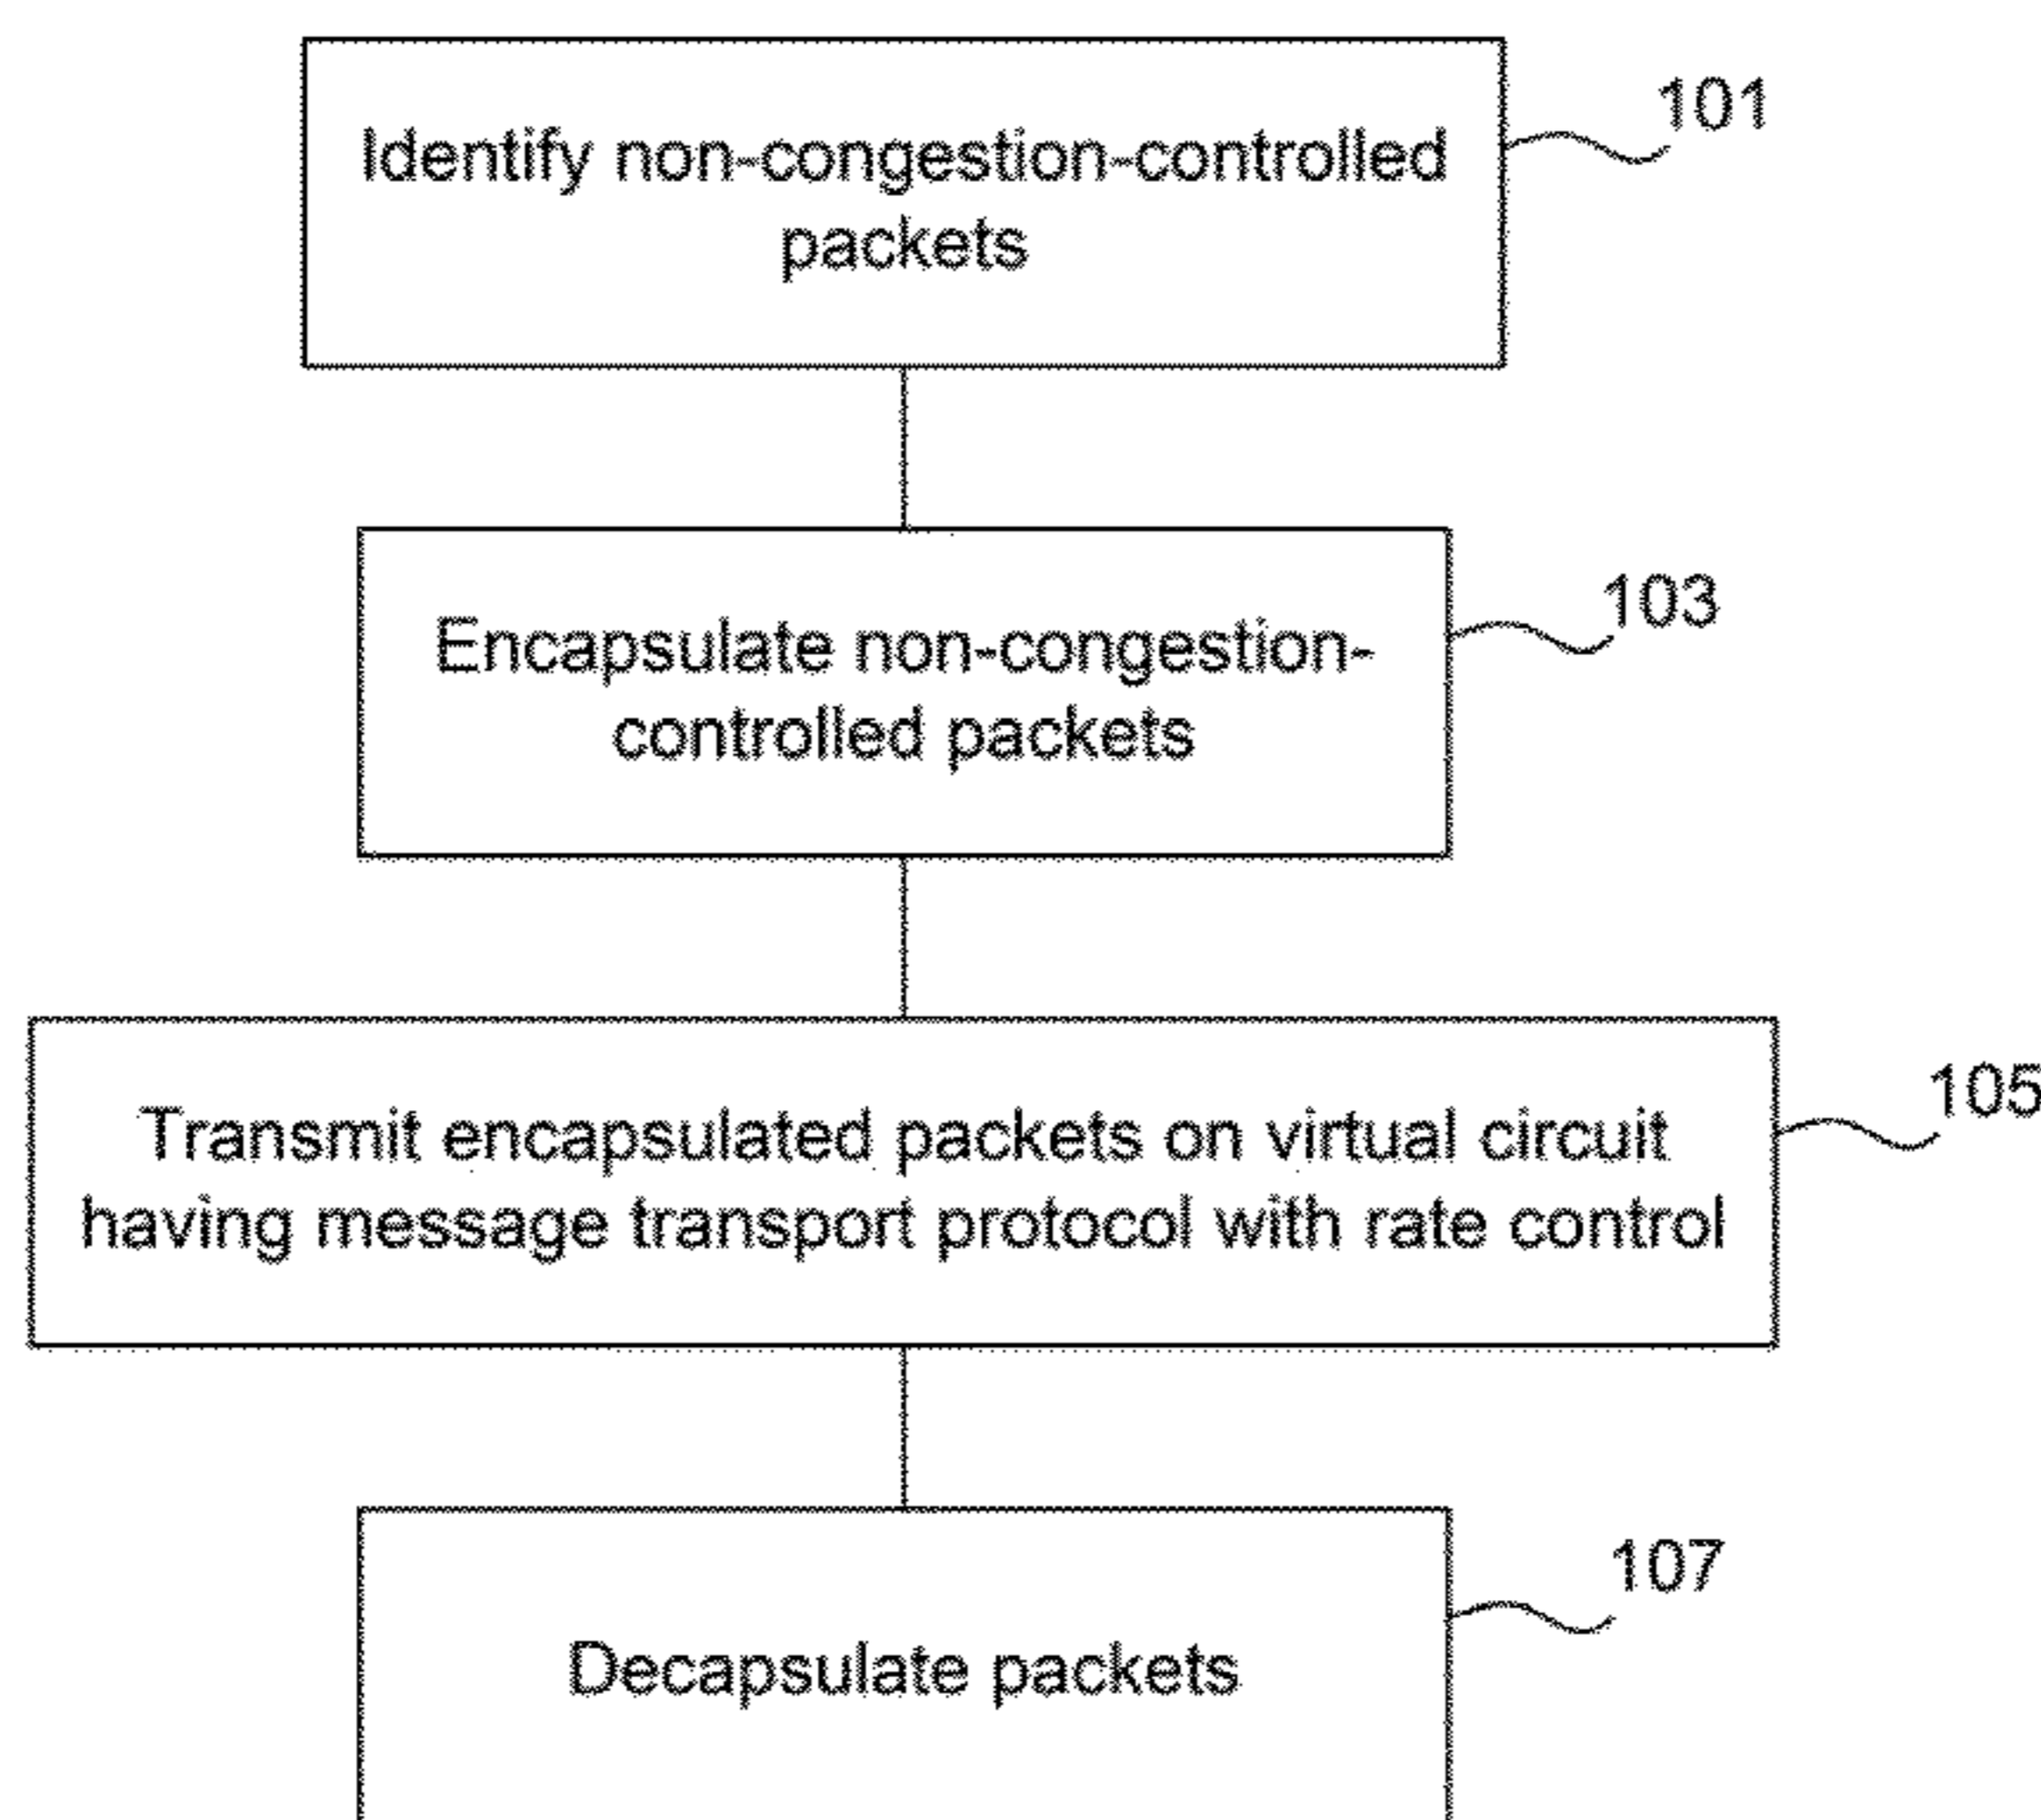 Identify non-congestion-controlled
packets
101
Encapsulate non-congestion-
controlled packets
103
Transmit encapsulated packets on virtual circuit
having message transport protocol with rate control
105
Decapsulate packets
107